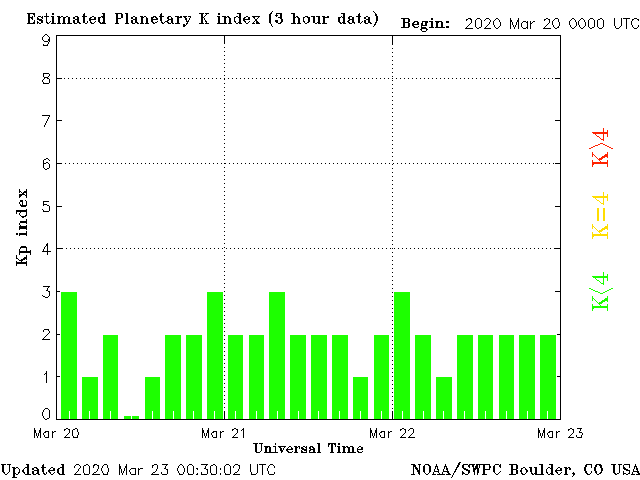 Estimated Planetary K index (3 hour data)
Begin: 2020 Mar 20 0000 UTC
9
8
7
6
5
4
3
2
1
0
Kp index
K>4
K=4
K<4
Mar 20
Mar 21
Mar 22
Mar 23
Universal Time
Updated 2020 Mar 23 00:30:02 UTC
NOAA/SWPC Boulder, CO USA